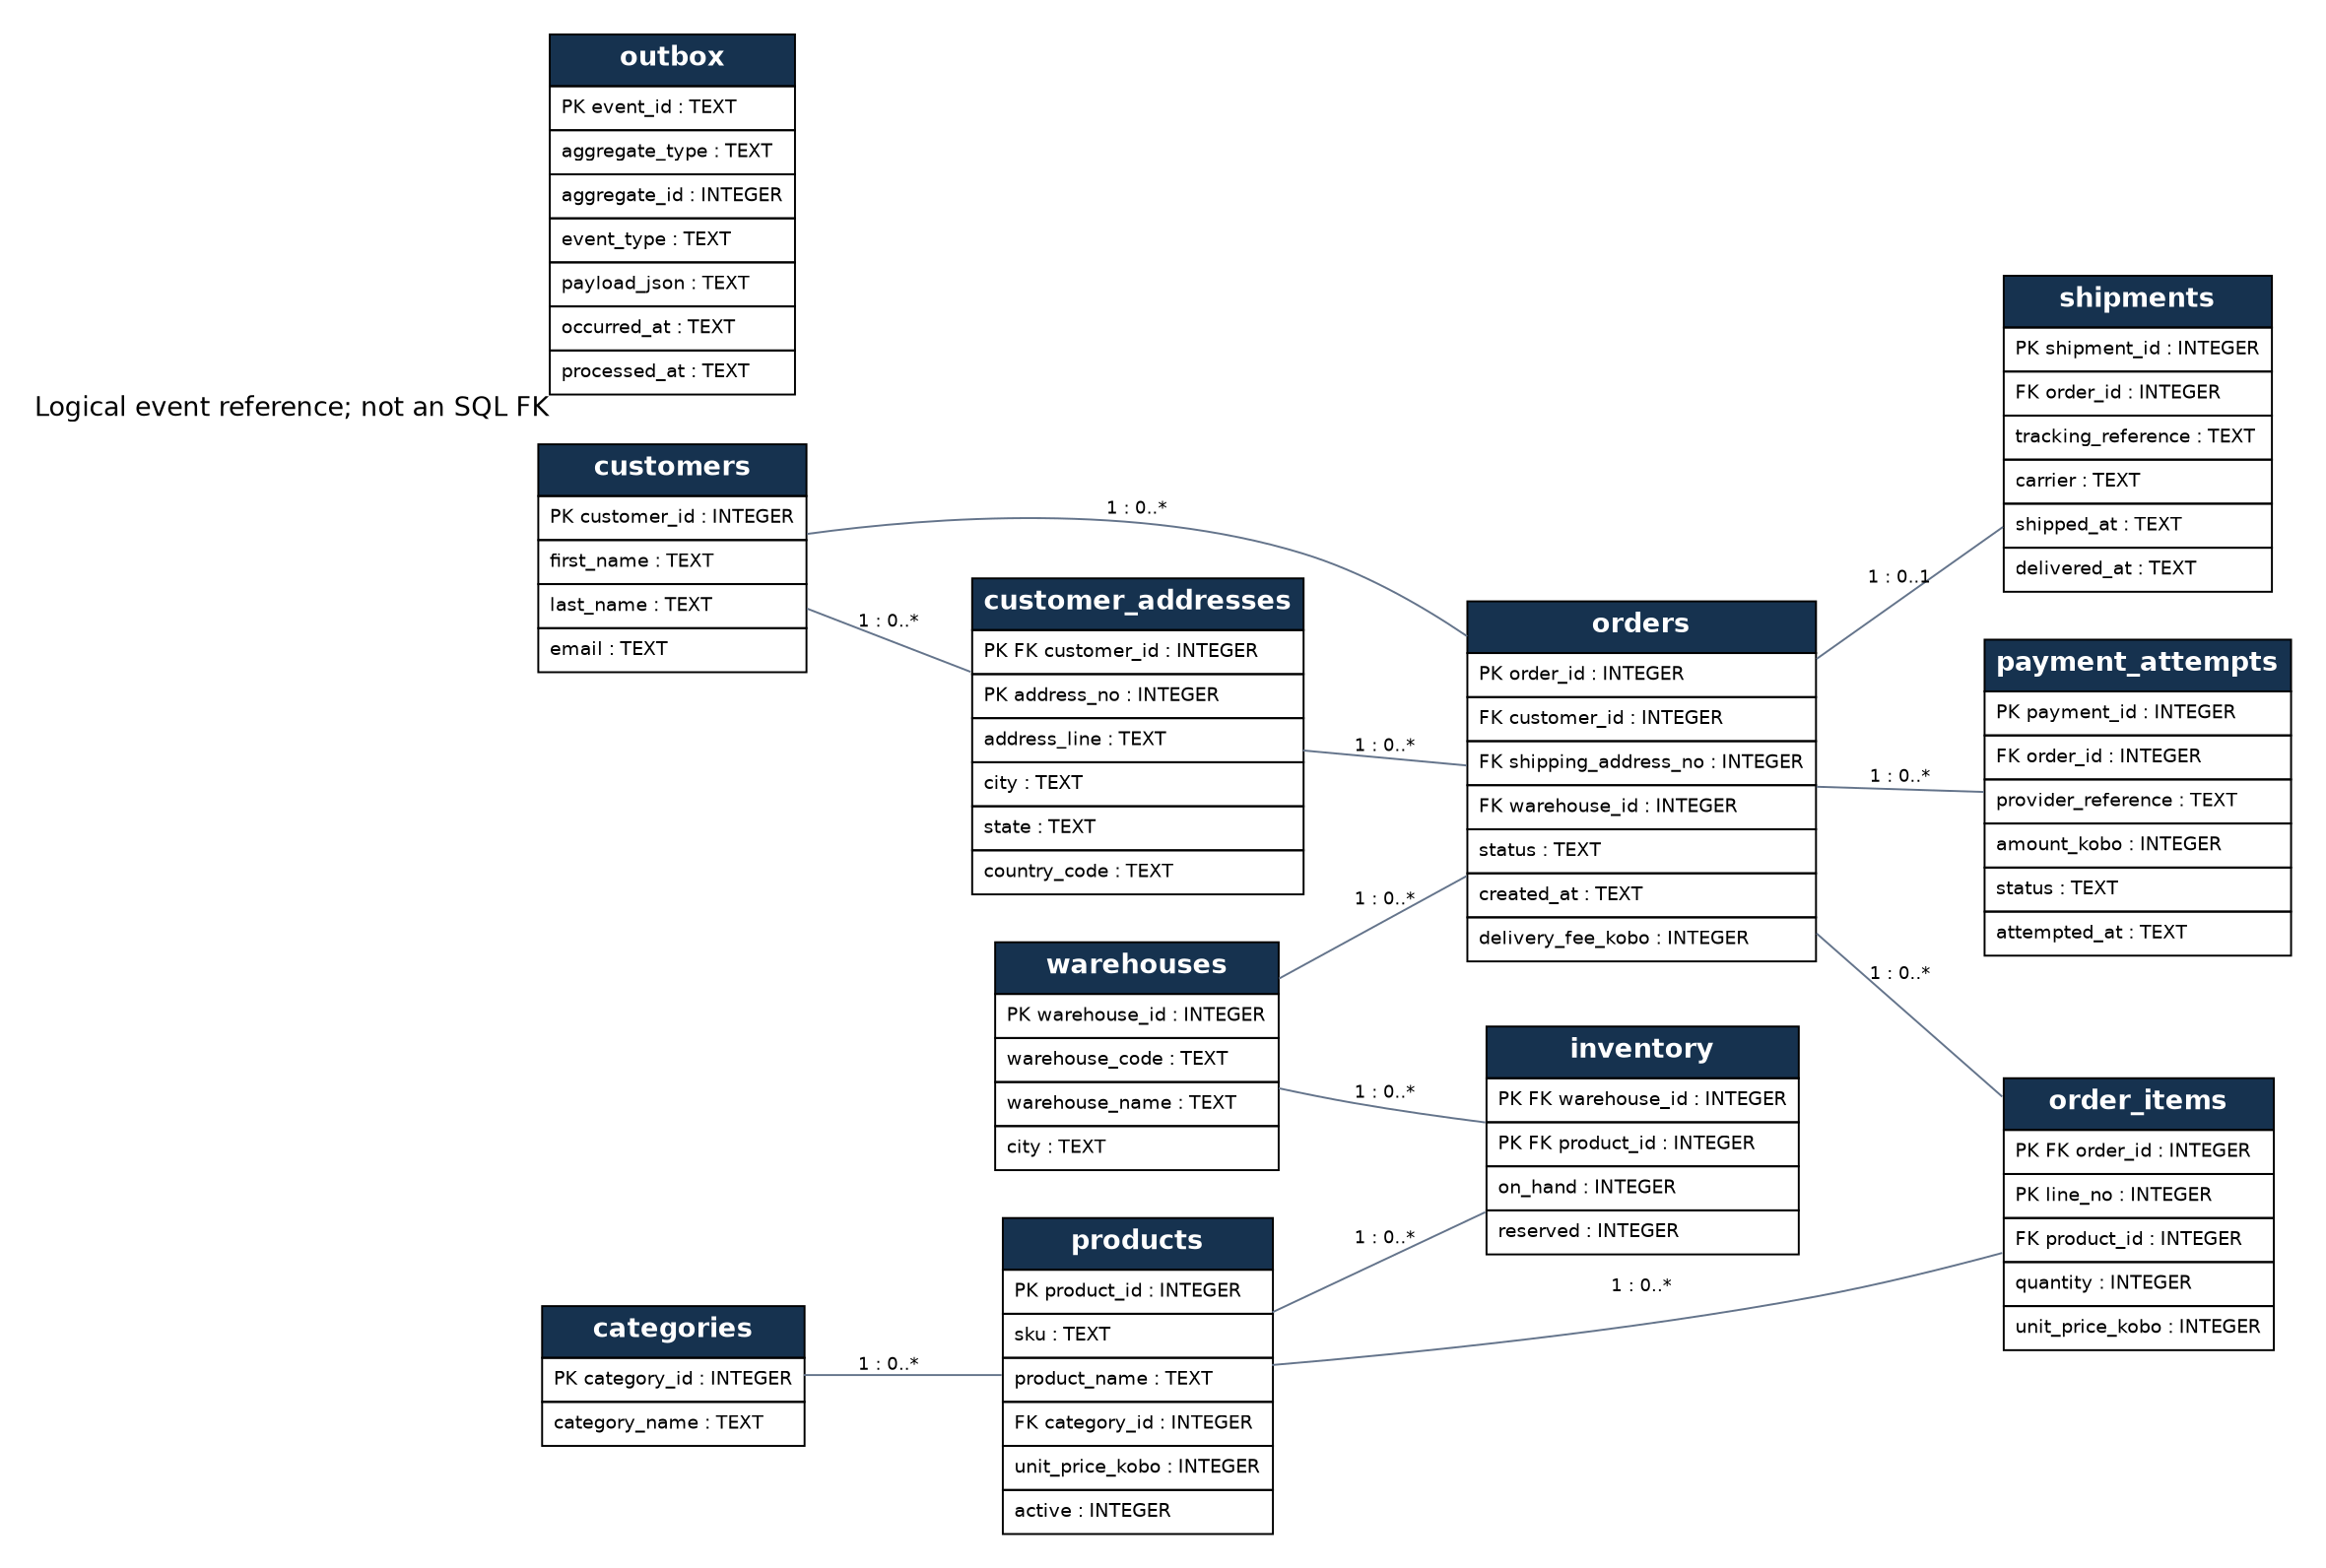 outbox
PK event_id : TEXT
aggregate_type : TEXT
aggregate_id : INTEGER
event_type : TEXT
payload_json : TEXT
occurred_at : TEXT
processed_at : TEXT
Logical event reference; not an SQL FK
customers
PK customer_id : INTEGER
first_name : TEXT
last_name : TEXT
email : TEXT
1 : 0..*
1 : 0..*
customer_addresses
PK FK customer_id : INTEGER
PK address_no : INTEGER
address_line : TEXT
city : TEXT
state : TEXT
country_code : TEXT
1 : 0..*
orders
PK order_id : INTEGER
FK customer_id : INTEGER
FK shipping_address_no : INTEGER
FK warehouse_id : INTEGER
status : TEXT
created_at : TEXT
delivery_fee_kobo : INTEGER
1 : 0..1
shipments
PK shipment_id : INTEGER
FK order_id : INTEGER
tracking_reference : TEXT
carrier : TEXT
shipped_at : TEXT
delivered_at : TEXT
1 : 0..*
payment_attempts
PK payment_id : INTEGER
FK order_id : INTEGER
provider_reference : TEXT
amount_kobo : INTEGER
status : TEXT
attempted_at : TEXT
1 : 0..*
warehouses
PK warehouse_id : INTEGER
warehouse_code : TEXT
warehouse_name : TEXT
city : TEXT
1 : 0..*
1 : 0..*
inventory
PK FK warehouse_id : INTEGER
PK FK product_id : INTEGER
on_hand : INTEGER
reserved : INTEGER
order_items
PK FK order_id : INTEGER
PK line_no : INTEGER
FK product_id : INTEGER
quantity : INTEGER
unit_price_kobo : INTEGER
products
PK product_id : INTEGER
sku : TEXT
product_name : TEXT
FK category_id : INTEGER
unit_price_kobo : INTEGER
active : INTEGER
1 : 0..*
1 : 0..*
categories
PK category_id : INTEGER
category_name : TEXT
1 : 0..*